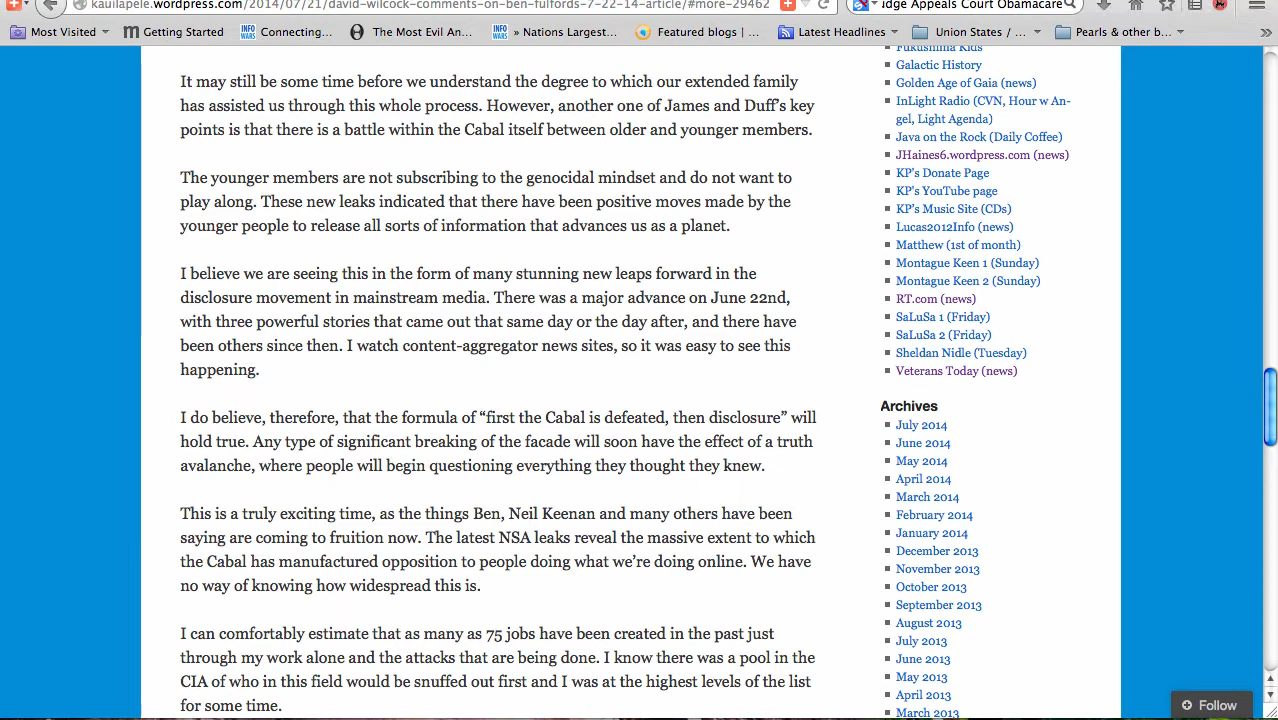 kauilapele.wordpress.com/2014/07/21/david-wilcock-comments-on-ben-fulfords-7-22-14-article/#more-29462
idge Appeals Court Obamacare
Most Visited
Getting Started
Connecting...
The Most Evil An...
» Nations Largest...
Featured blogs |...
Latest Headlines
Union States / ...
Pearls & other b...
It may still be some time before we understand the degree to which our extended family
has assisted us through this whole process. However, another one of James and Duff's key
points is that there is a battle within the Cabal itself between older and younger members.
The younger members are not subscribing to the genocidal mindset and do not want to
play along. These new leaks indicated that there have been positive moves made by the
younger people to release all sorts of information that advances us as a planet.
I believe we are seeing this in the form of many stunning new leaps forward in the
disclosure movement in mainstream media. There was a major advance on June 22nd,
with three powerful stories that came out that same day or the day after, and there have
been others since then. I watch content-aggregator news sites, so it was easy to see this
happening.
I do believe, therefore, that the formula of “first the Cabal is defeated, then disclosure” will
hold true. Any type of significant breaking of the facade will soon have the effect of a truth
avalanche, where people will begin questioning everything they thought they knew.
This is a truly exciting time, as the things Ben, Neil Keenan and many others have been
saying are coming to fruition now. The latest NSA leaks reveal the massive extent to which
the Cabal has manufactured opposition to people doing what we're doing online. We have
no way of knowing how widespread this is.
I can comfortably estimate that as many as 75 jobs have been created in the past just
through my work alone and the attacks that are being done. I know there was a pool in the
CIA of who in this field would be snuffed out first and I was at the highest levels of the list
for some time.
Fukushima Kids
Galactic History
Golden Age of Gaia (news)
InLight Radio (CVN, Hour w An-
gel, Light Agenda)
Java on the Rock (Daily Coffee)
JHaines6.wordpress.com (news)
KP's Donate Page
KP's YouTube page
KP's Music Site (CDs)
Lucas2012Info (news)
Matthew (1st of month)
Montague Keen 1 (Sunday)
Montague Keen 2 (Sunday)
RT.com (news)
SaLuSa 1 (Friday)
SaLuSa 2 (Friday)
Sheldan Nidle (Tuesday)
Veterans Today (news)
Archives
July 2014
June 2014
May 2014
April 2014
March 2014
February 2014
January 2014
December 2013
November 2013
October 2013
September 2013
August 2013
July 2013
June 2013
May 2013
April 2013
March 2013
Follow